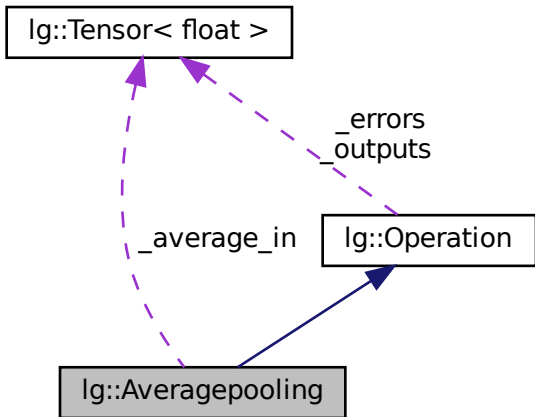 lg::Tensor< float >
_errors
_outputs
_average_in
lg::Operation
lg::Averagepooling